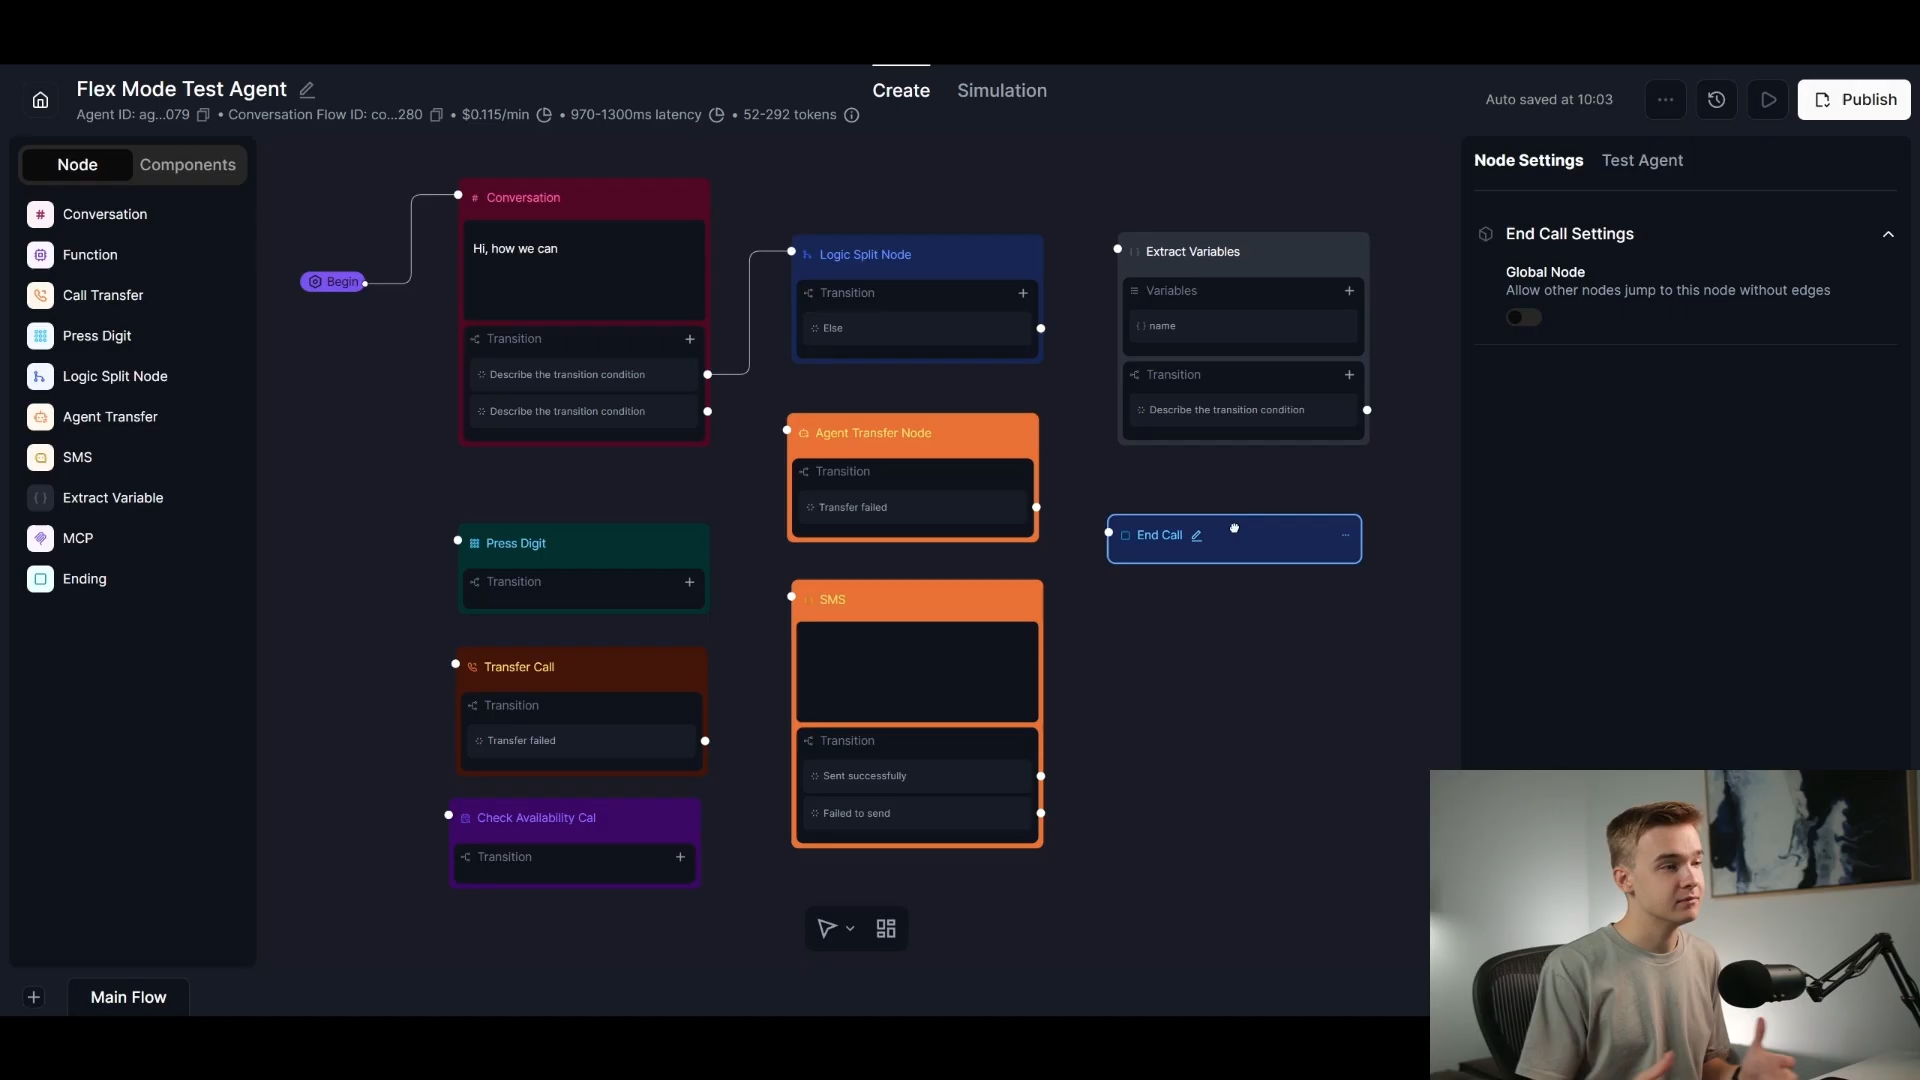 Flex Mode Test Agent
Agent ID: ag...079 • Conversation Flow ID: co...280 • $0.115/min • 970-1300ms latency • 52-292 tokens
Create
Simulation
Auto saved at 10:03
Publish
Node
Components
Conversation
Function
Call Transfer
Press Digit
Logic Split Node
Agent Transfer
SMS
Extract Variable
MCP
Ending
Begin
# Conversation
Hi, how we can
Transition
Describe the transition condition
Describe the transition condition
Press Digit
Transition
Transfer Call
Transition
Transfer failed
Check Availability Cal
Transition
Logic Split Node
Transition
Else
Agent Transfer Node
Transition
Transfer failed
SMS
Transition
Sent successfully
Failed to send
Extract Variables
Variables
{ } name
Transition
Describe the transition condition
End Call
Node Settings
Test Agent
End Call Settings
Global Node
Allow other nodes jump to this node without edges
Main Flow